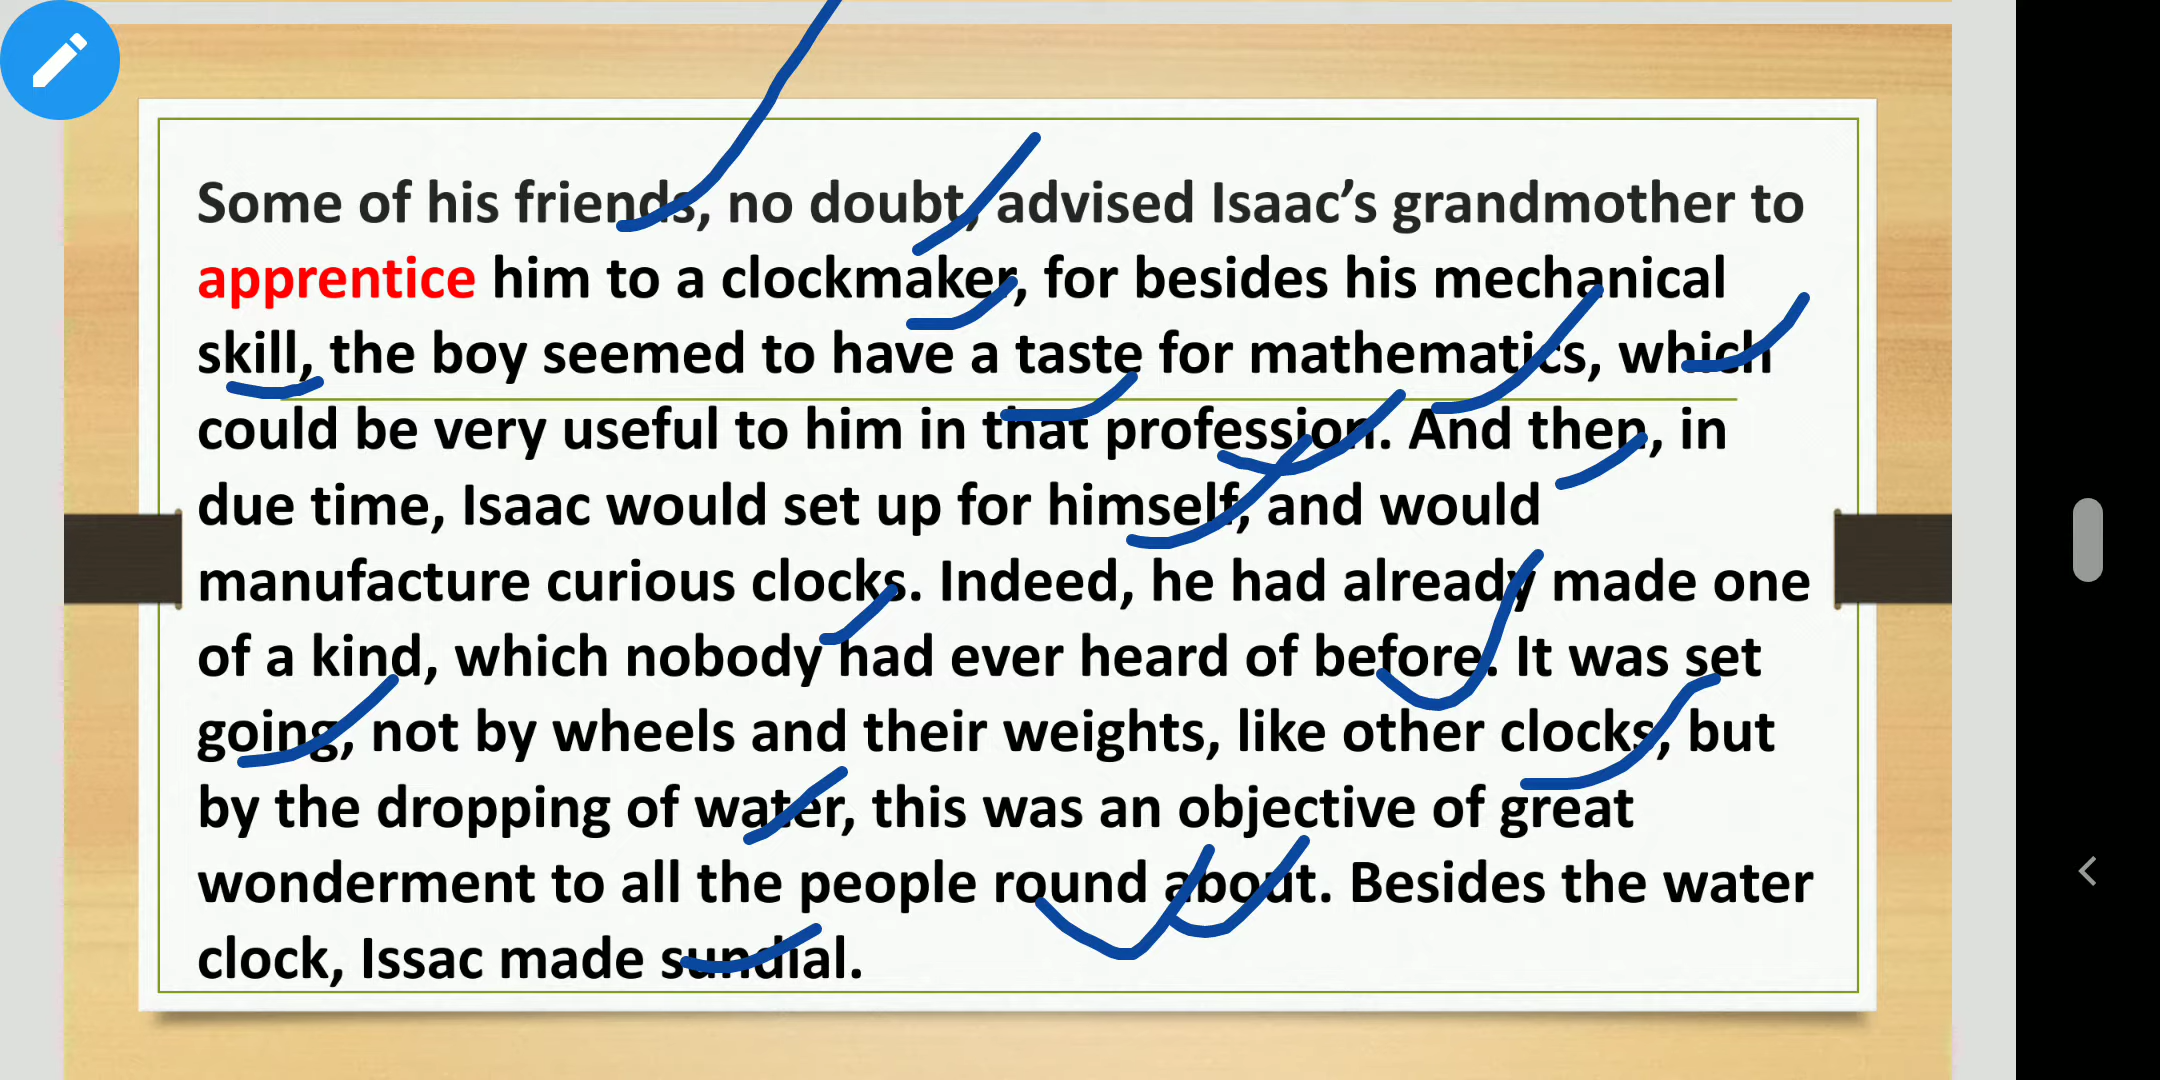 Some of his friends, no doubt, advised Isaac’s grandmother to
apprentice him to a clockmaker, for besides his mechanical
skill, the boy seemed to have a taste for mathematics, which
could be very useful to him in that profession. And then, in
due time, Isaac would set up for himself, and would
manufacture curious clocks. Indeed, he had already made one
of a kind, which nobody had ever heard of before. It was set
going, not by wheels and their weights, like other clocks, but
by the dropping of water, this was an objective of great
wonderment to all the people round about. Besides the water
clock, Issac made sundial.